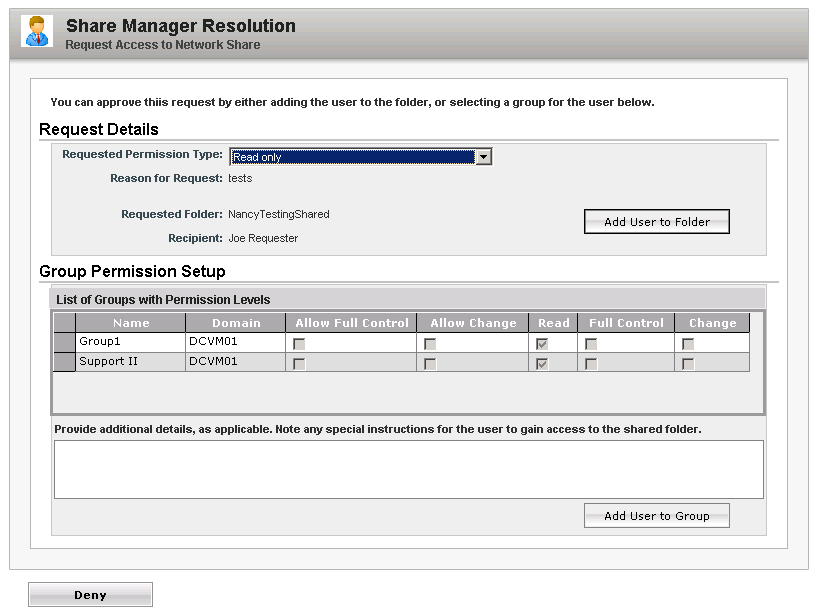 Share Manager Resolution
Request Access to Network Share
You can approve thiis request by either adding the user to the folder, or selecting a group for the user below.
Request Details
Requested Permission Type: Read only
Reason for Request: tests
Requested Folder: NancyTestingShared
Add User to Folder
Recipient: Joe Requester
Group Permission Setup
List of Groups with Permission Levels
Name Domain Allow Full Control Allow Change Read Full Control Change
Group1 DCVM01
Support II DCVM01
Provide additional details, as applicable. Note any special instructions for the user to gain access to the shared folder.
Add User to Group
Deny